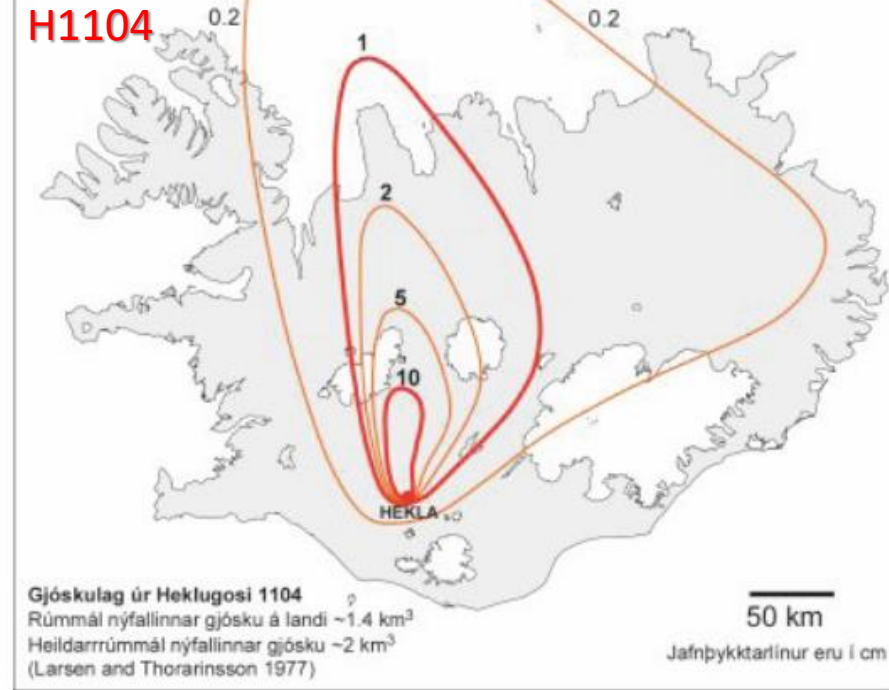 H1104
0.2
0.2
1
2
5
10
HEKLA
Gjóskulag úr Heklugosi 1104
Rúmmál nýfallinnar gjósku á landi ~1.4 km³
Heildarrrúmmál nýfallinnar gjósku ~2 km³
(Larsen and Thorarinsson 1977)
50 km
Jafnþykktarlínur eru í cm